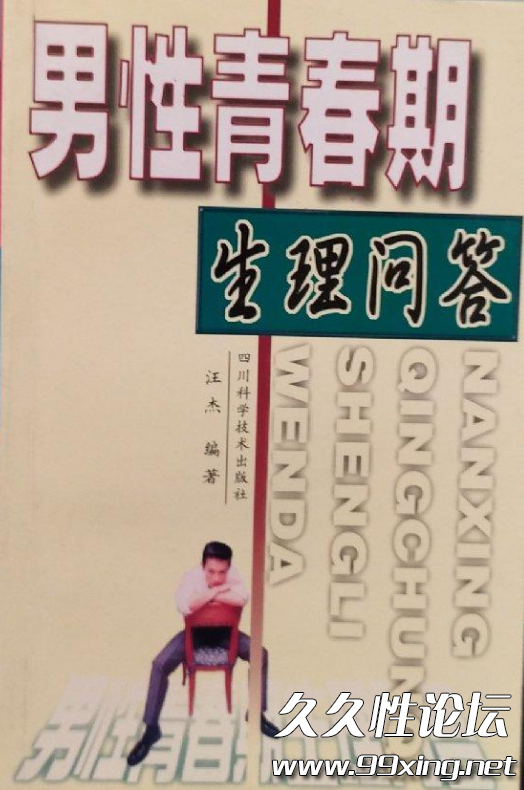 男性青春期
生理问答
四川科学技术出版社
汪杰 编著
NANXING
QINGCHUN
SHENGLI
WENDA
久久性论坛
www.99xing.net